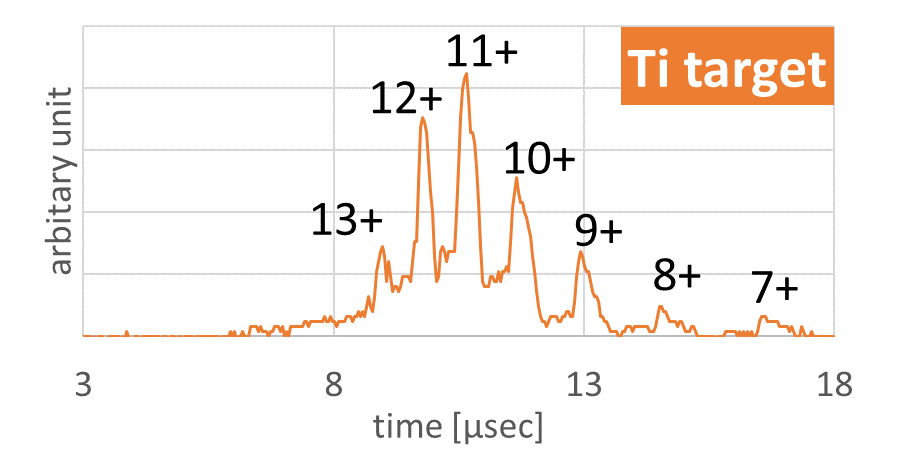 Ti target
11+
12+
10+
13+
9+
8+
7+
arbitary unit
3 8 13 18
time [μsec]